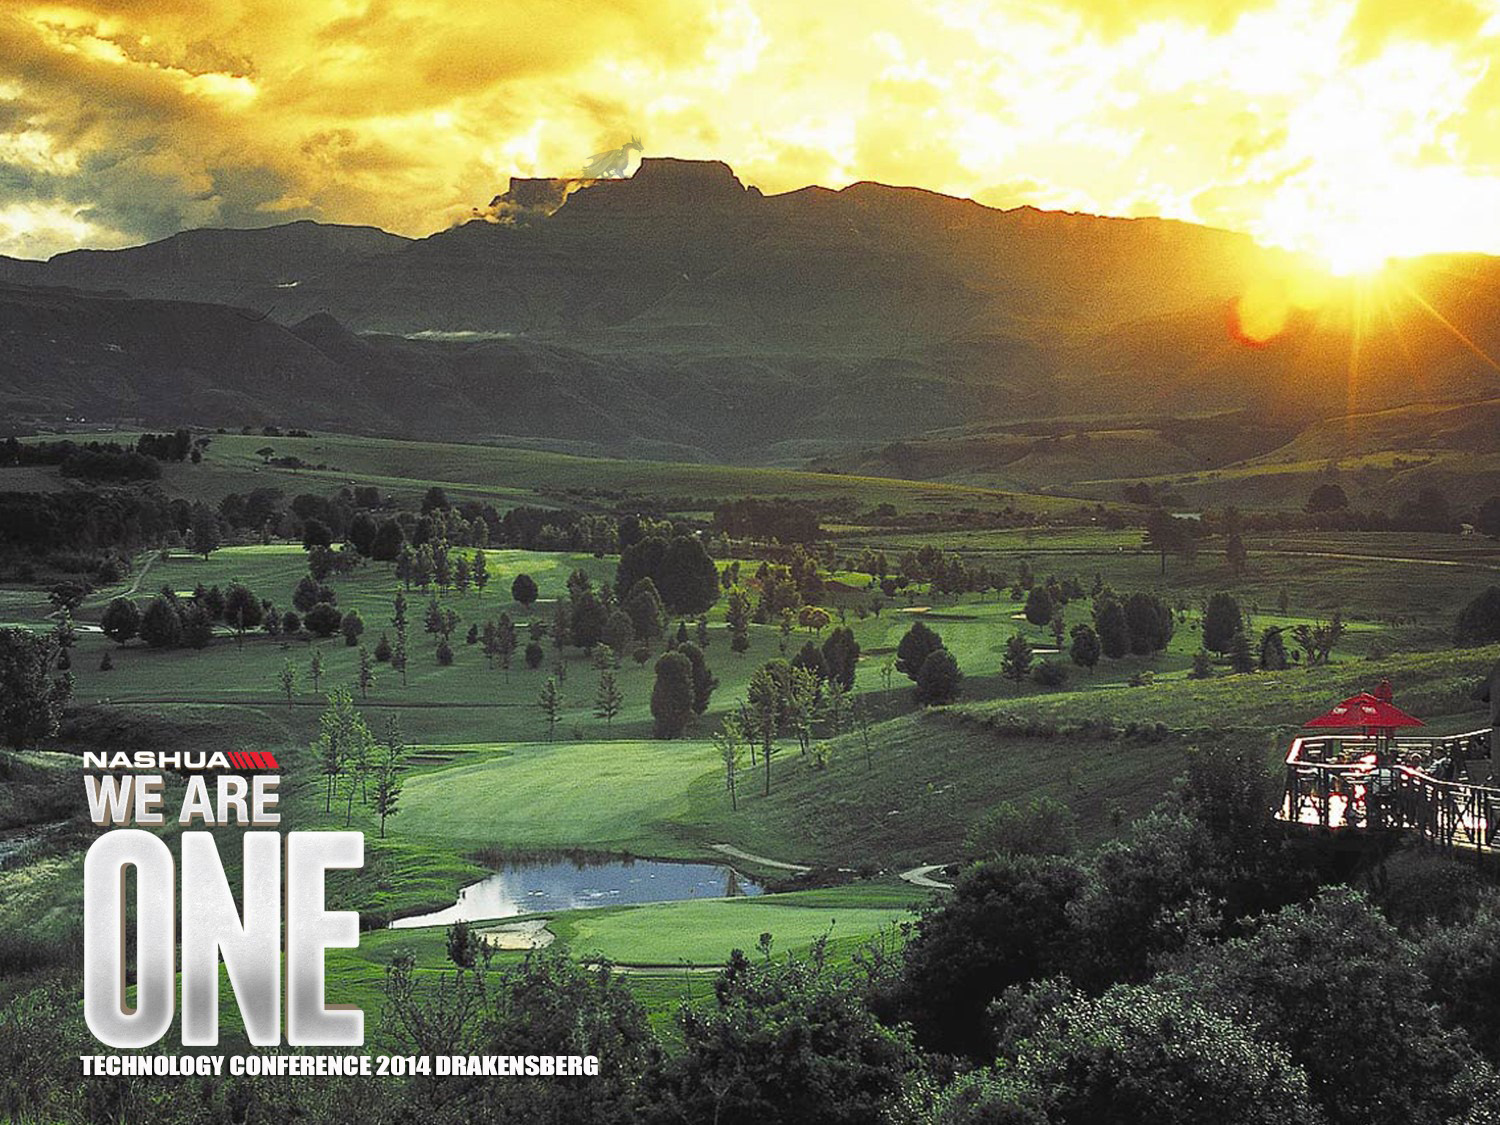 NASHUA
WE ARE
ONE
TECHNOLOGY CONFERENCE 2014 DRAKENSBERG